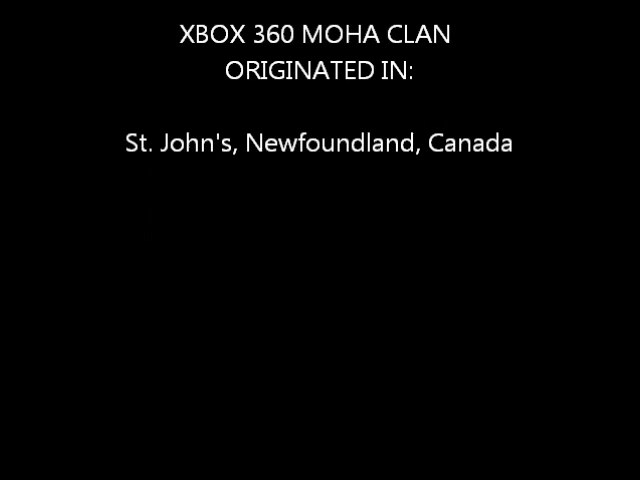 XBOX 360 MOHA CLAN
ORIGINATED IN:
St. John's, Newfoundland, Canada